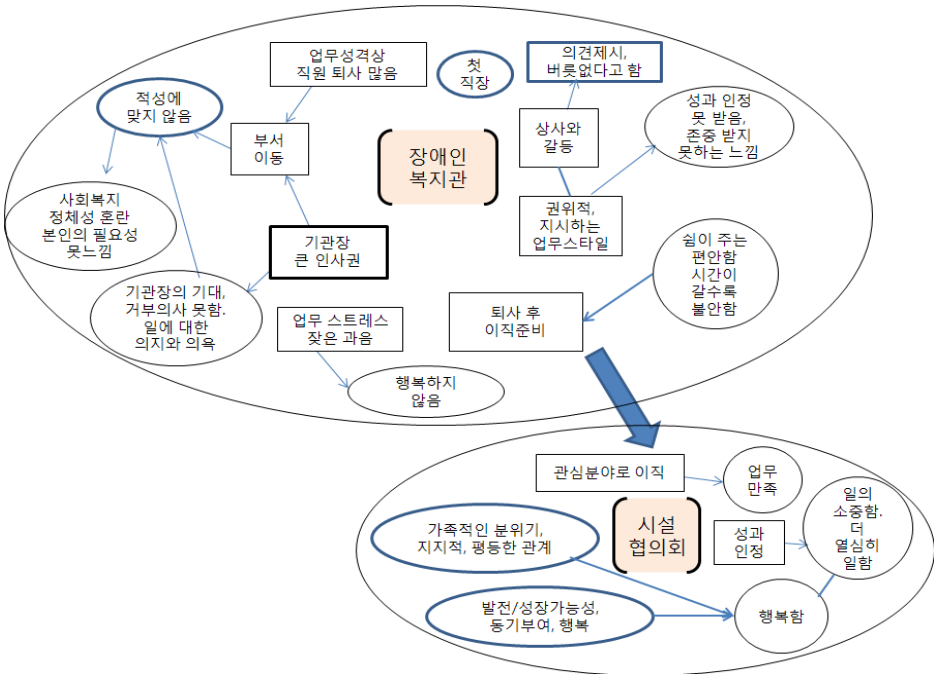 업무성격상
직원 퇴사 많음
첫
직장
의견제시,
버릇없다고 함
적성에
맞지 않음
부서
이동
장애인
복지관
상사와
갈등
성과 인정
못 받음,
존중 받지
못하는 느낌
사회복지
정체성 혼란
본인의 필요성
못느낌
기관장
큰 인사권
권위적,
지시하는
업무스타일
쉼이 주는
편안함
시간이
갈수록
불안함
기관장의 기대,
거부의사 못함.
일에 대한
의지와 의욕
업무 스트레스
잦은 과음
퇴사 후
이직준비
행복하지
않음
관심분야로 이직
업무
만족
일의
소중함.
더
열심히
일함
가족적인 분위기,
지지적, 평등한 관계
시설
협의회
성과
인정
발전/성장가능성,
동기부여, 행복
행복함